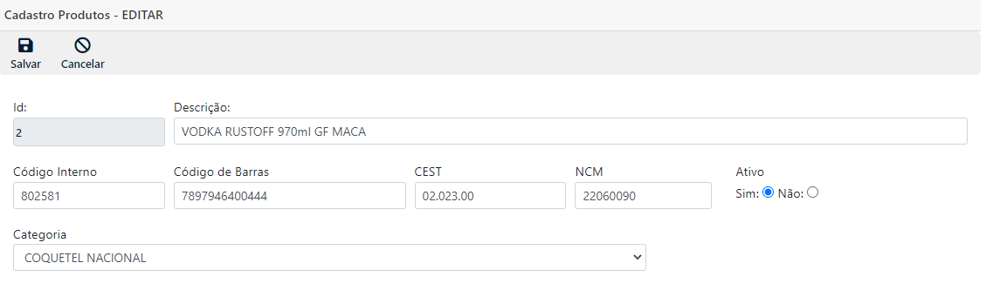 Cadastro Produtos - EDITAR
Salvar Cancelar
Id: Descrição:
2 VODKA RUSTOFF 970ml GF MACA
Código Interno Código de Barras CEST NCM Ativo
802581 7897946400444 02.023.00 22060090 Sim: Não:
Categoria
COQUETEL NACIONAL